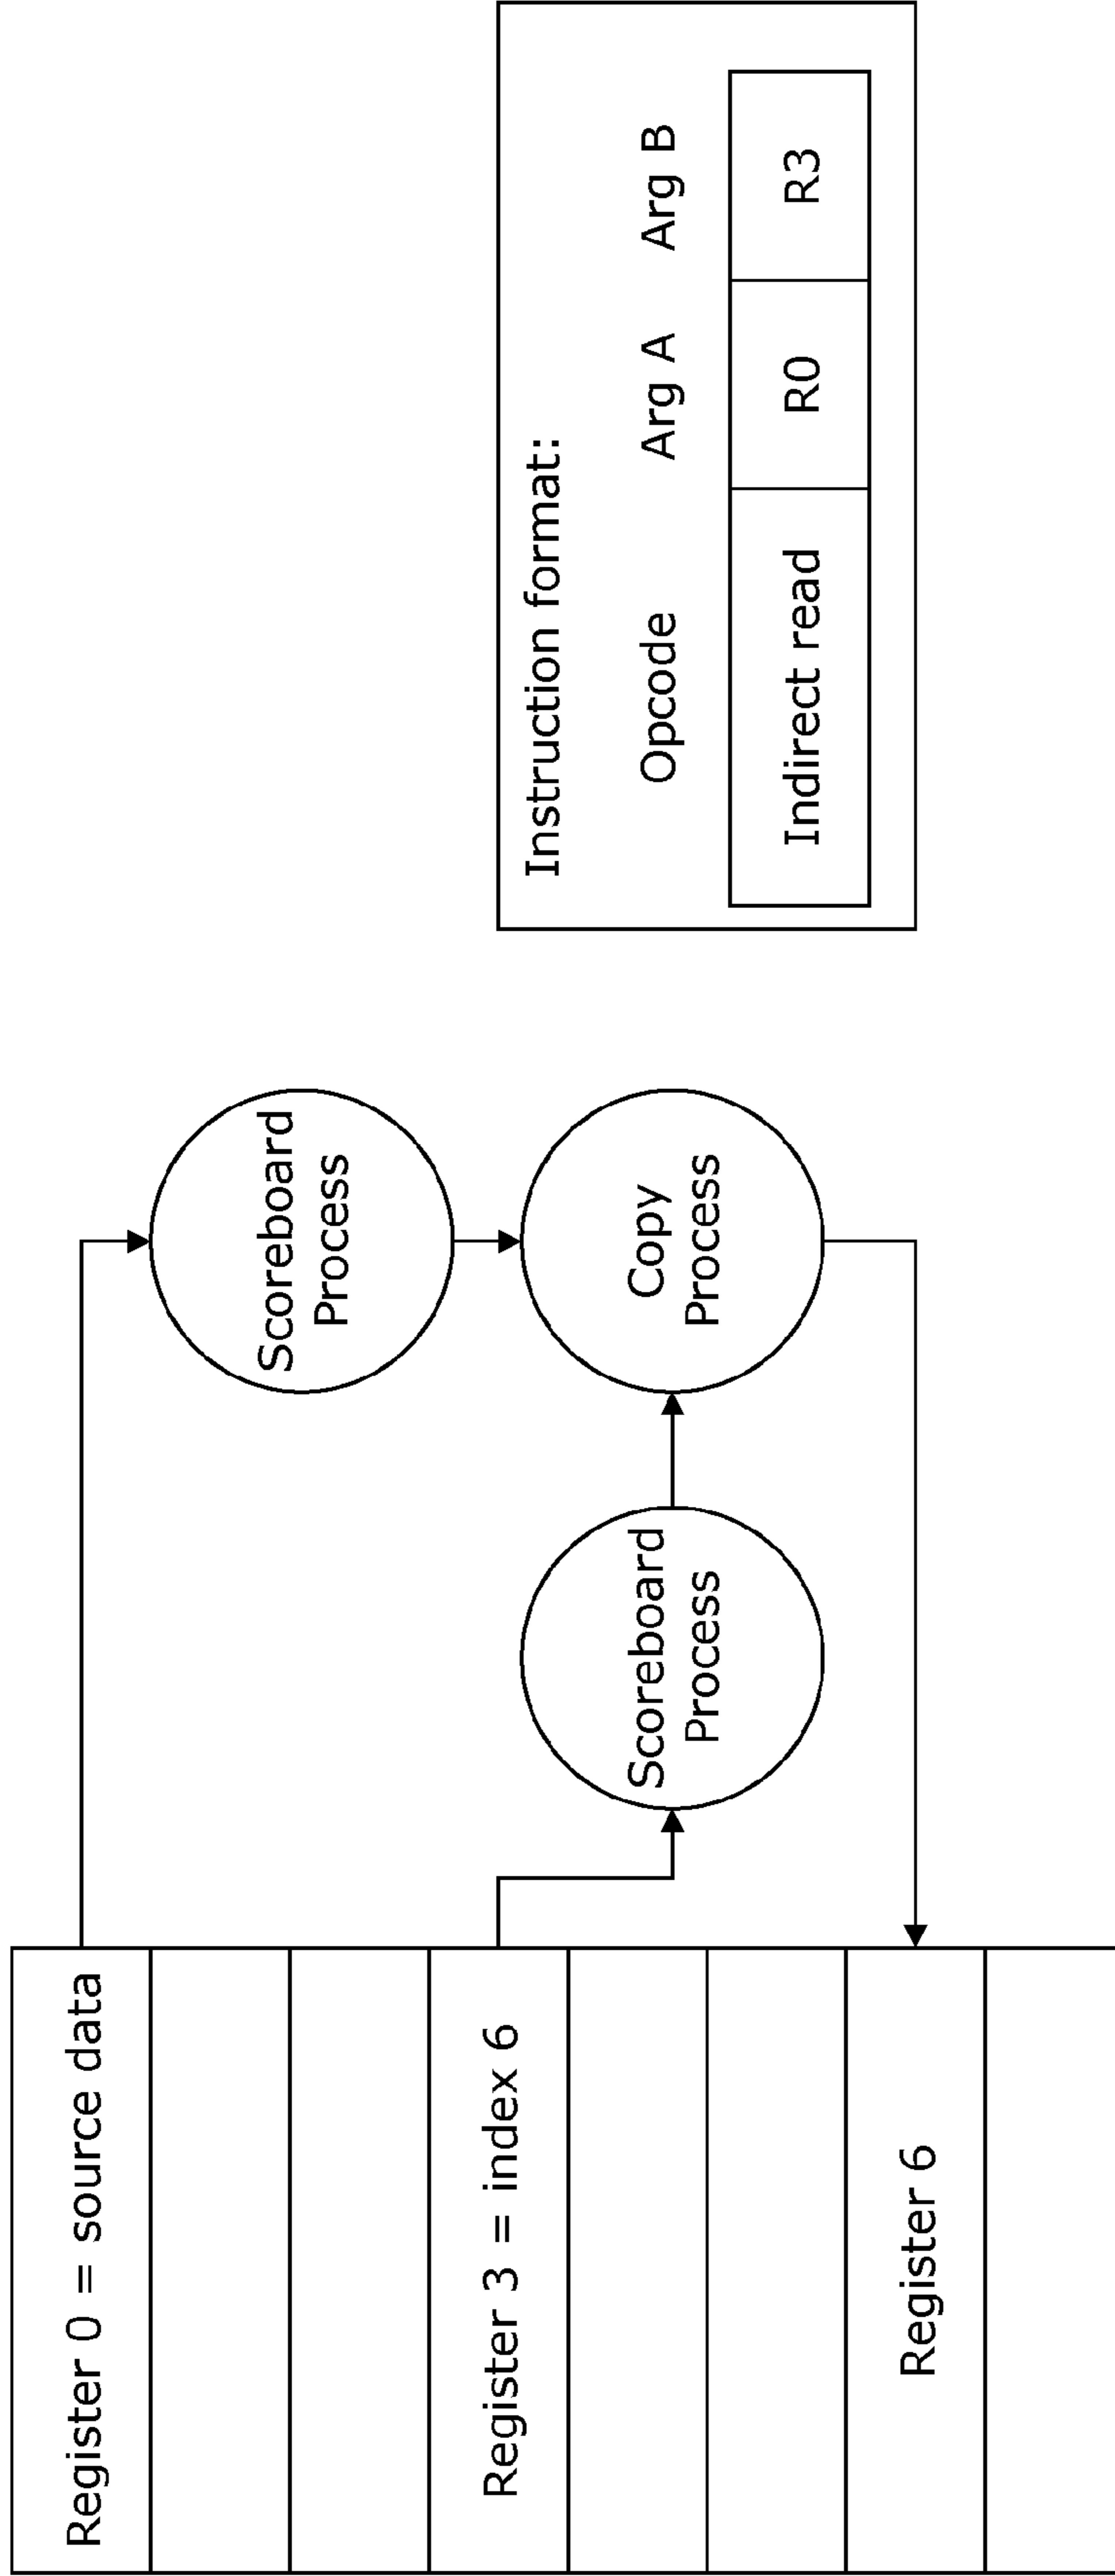 Register 0 = source data
Register 3 = index 6
Register 6
Scoreboard
Process
Scoreboard
Process
Copy
Process
Instruction format:
Opcode Arg A Arg B
Indirect read R0 R3